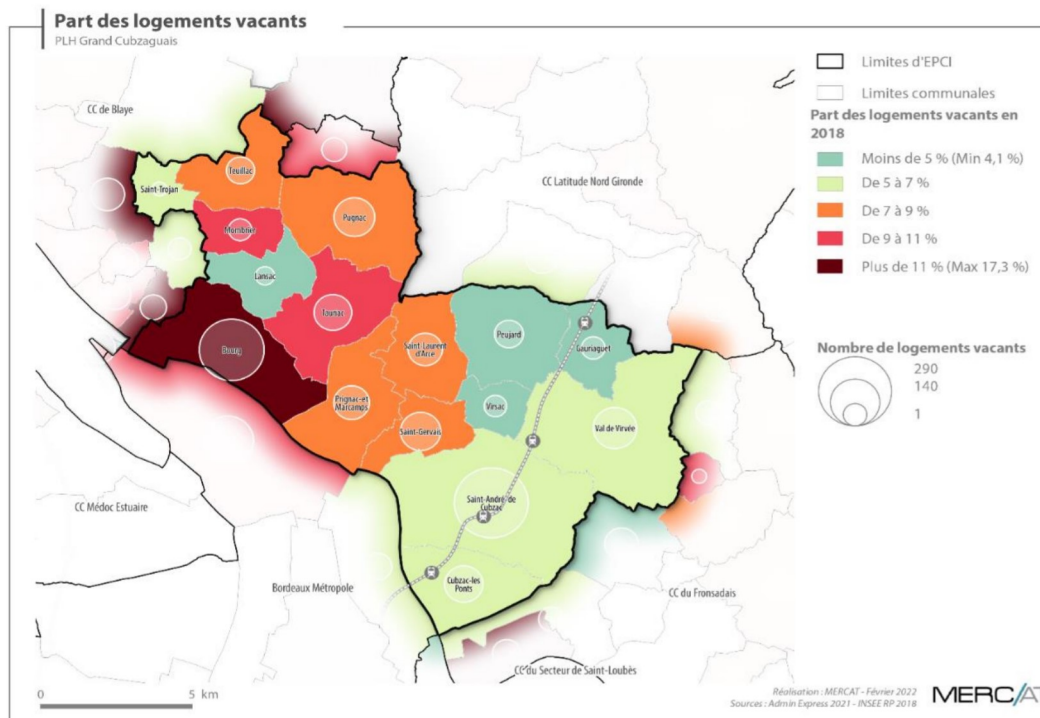 Part des logements vacants
PLH Grand Cubzaguais
CC de Blaye
Limites d'EPCI
Limites communales
Part des logements vacants en
2018
Moins de 5 % (Min 4,1 %)
De 5 à 7 %
De 7 à 9 %
De 9 à 11 %
Plus de 11 % (Max 17,3 %)
Nombre de logements vacants
290
140
1
CC Latitude Nord Gironde
Teuillac
Saint-Trojan
Pugnac
Mombrier
Lansac
Tauriac
Bourg
Peujard
Gauriaguet
Saint-Laurent
d'Arce
Prignac-et
Marcamps
Virsac
Saint-Gervais
Val de Virvée
Saint-André-de
Cubzac
Cubzac-les
Ponts
CC Médoc Estuaire
Bordeaux Métropole
CC du Fronsadais
CC du Secteur de Saint-Loubès
0 5 km
Réalisation : MERCAT - Février 2022
Sources : Admin Express 2021 - INSEE RP 2018
MERC/AT